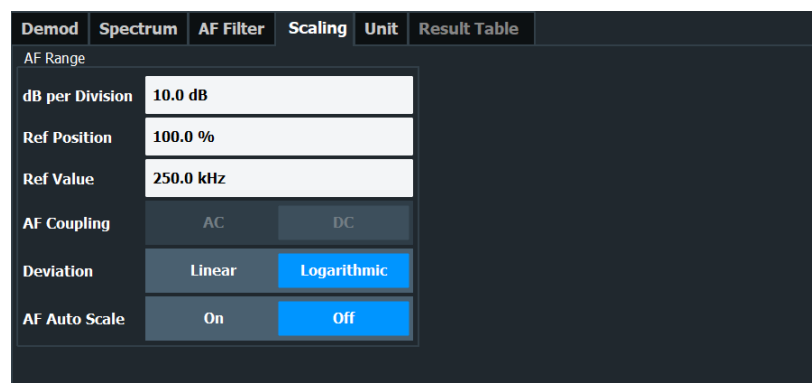 Demod Spectrum AF Filter Scaling Unit Result Table
AF Range
dB per Division 10.0 dB
Ref Position 100.0 %
Ref Value 250.0 kHz
AF Coupling AC DC
Deviation Linear Logarithmic
AF Auto Scale On Off